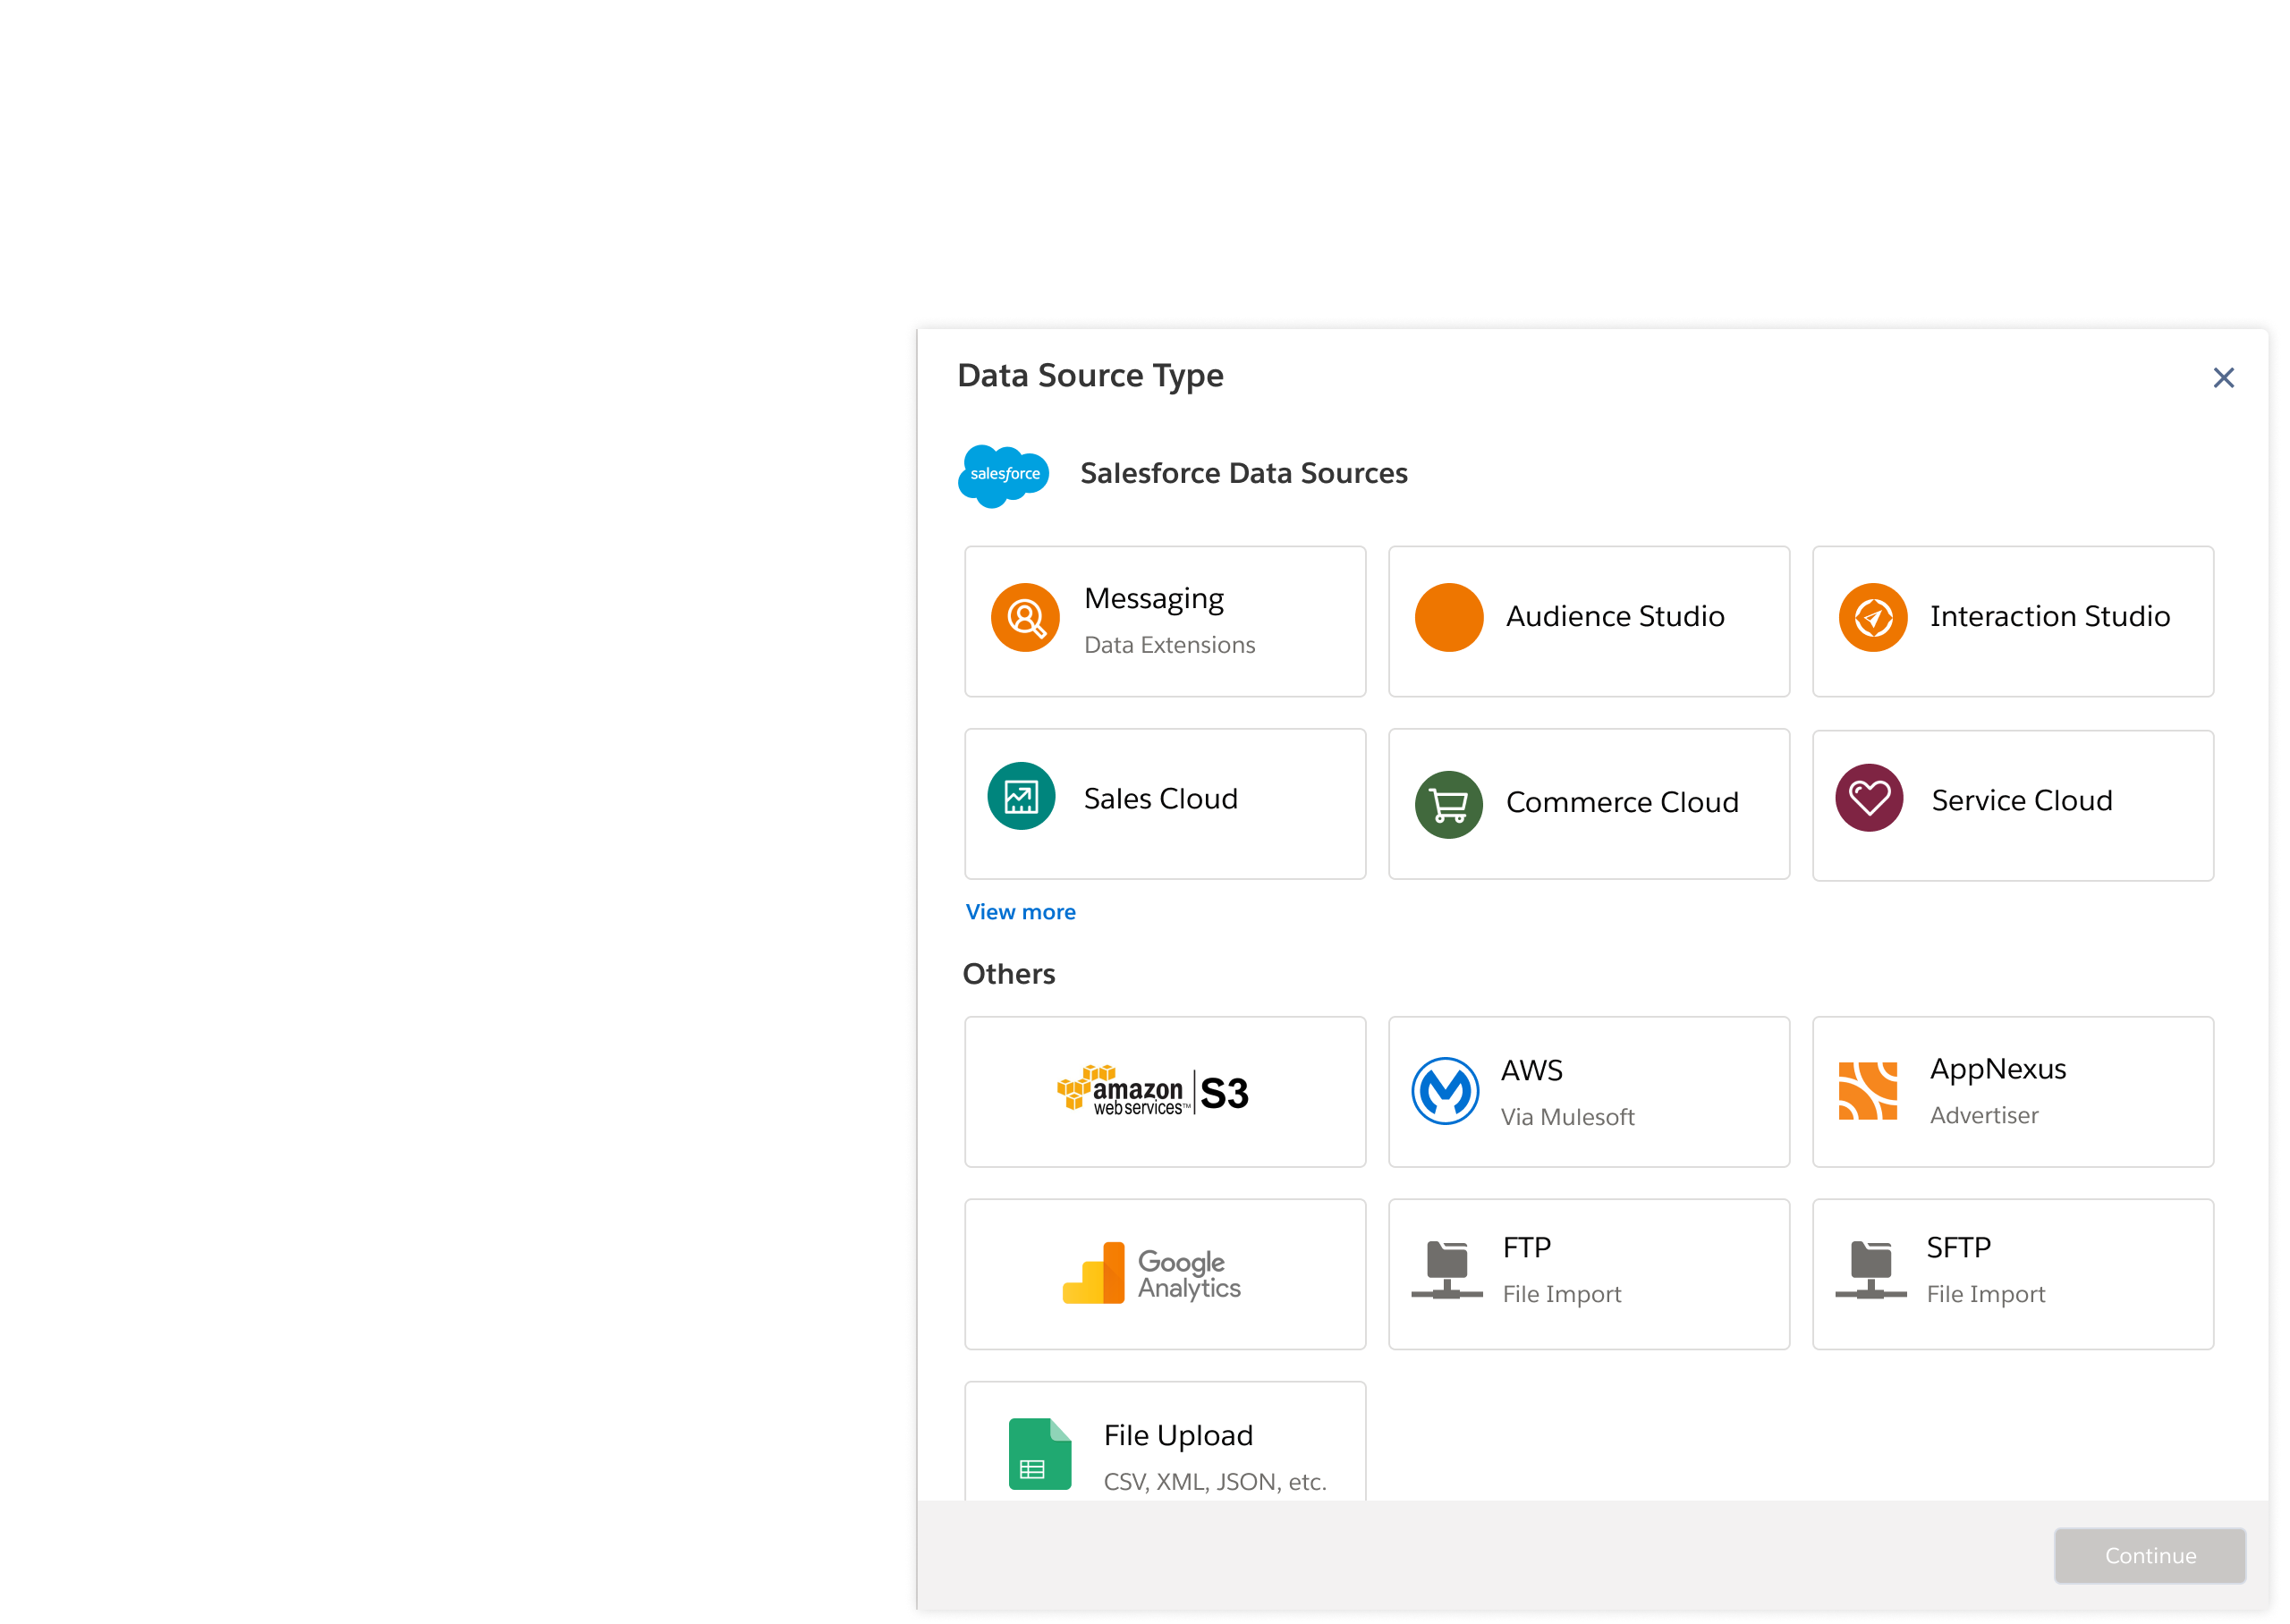 Data Source Type
salesforce
Salesforce Data Sources
Messaging
Data Extensions
Audience Studio
Interaction Studio
Sales Cloud
Commerce Cloud
Service Cloud
View more
Others
amazon
web services™
S3
AWS
Via Mulesoft
AppNexus
Advertiser
Google
Analytics
FTP
File Import
SFTP
File Import
File Upload
CSV, XML, JSON, etc.
Continue